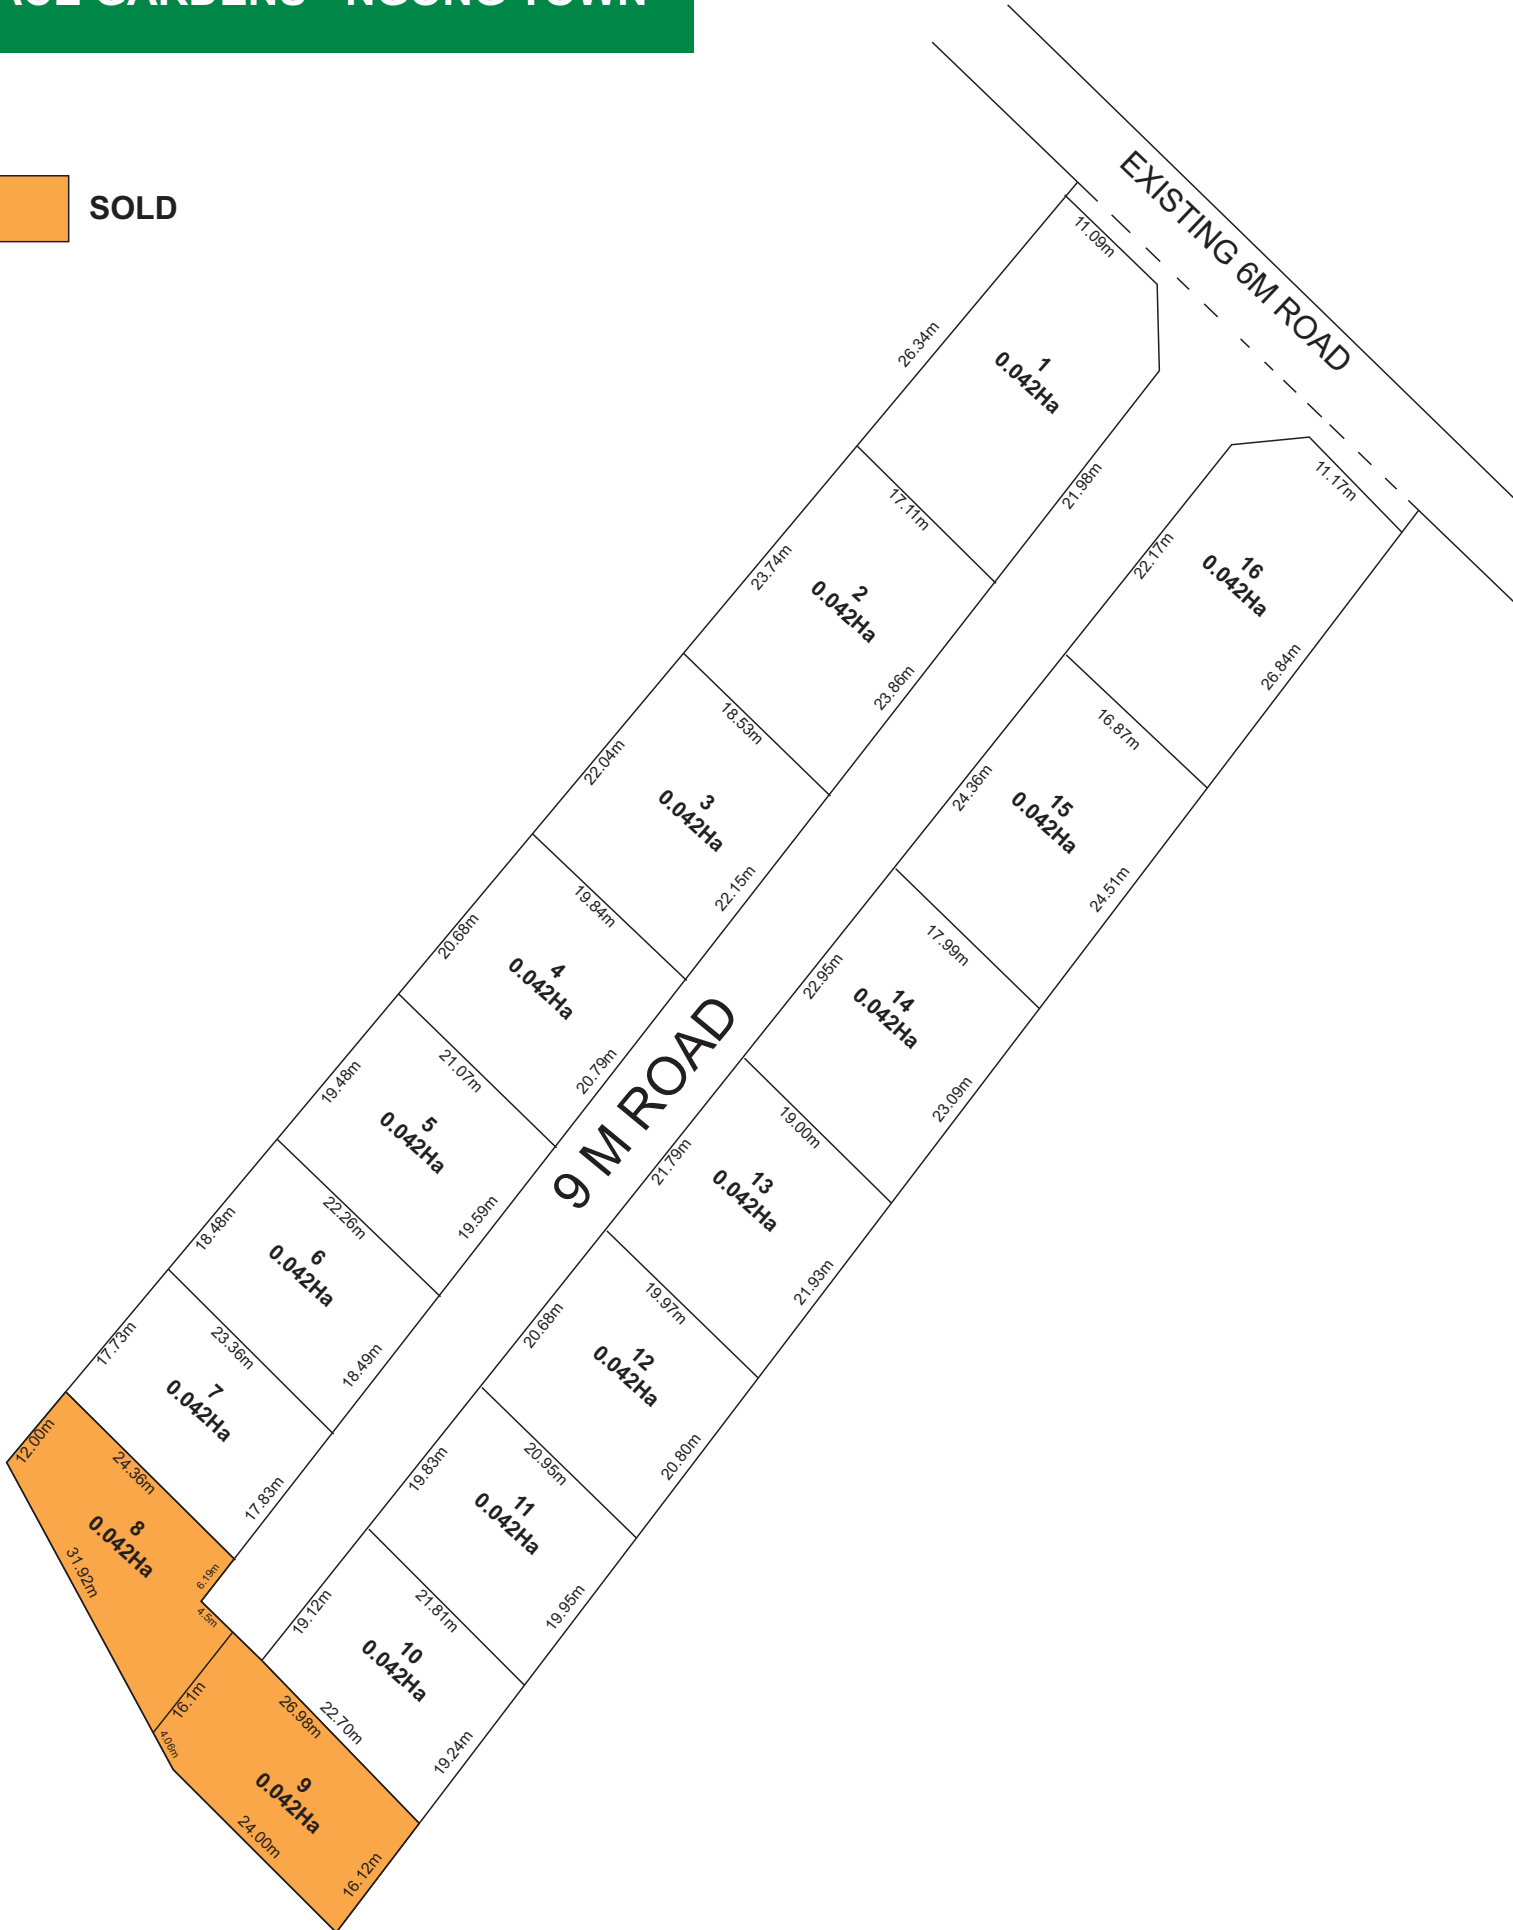 GARDENS - NGONG TOWN
SOLD
EXISTING 6M ROAD
9 M ROAD
11.09m
26.34m
1
0.042Ha
21.98m
17.11m
23.74m
2
0.042Ha
23.86m
18.53m
22.04m
3
0.042Ha
22.15m
19.84m
20.68m
4
0.042Ha
20.79m
21.07m
19.48m
5
0.042Ha
19.59m
22.26m
18.48m
6
0.042Ha
18.49m
23.36m
17.73m
7
0.042Ha
17.83m
24.36m
12.00m
8
0.042Ha
31.92m
6.19m
4.5m
16.1m
4.06m
26.98m
9
0.042Ha
24.00m
16.12m
22.70m
19.12m
10
0.042Ha
19.24m
21.81m
19.83m
11
0.042Ha
19.95m
20.95m
20.68m
12
0.042Ha
20.80m
19.97m
21.79m
13
0.042Ha
21.93m
19.00m
22.95m
14
0.042Ha
23.09m
17.99m
24.36m
15
0.042Ha
24.51m
16.87m
22.17m
16
0.042Ha
26.84m
11.17m